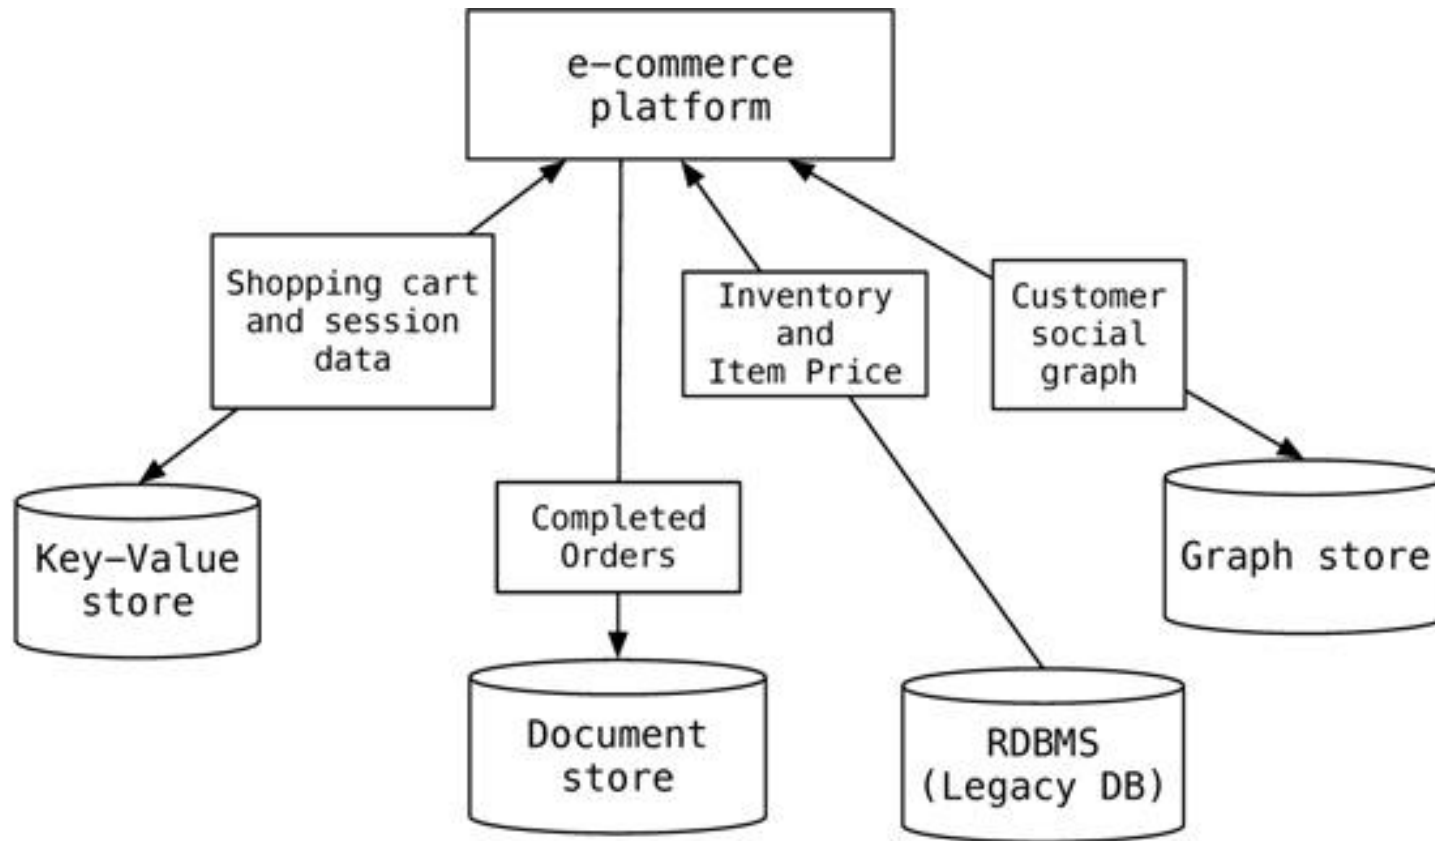 e-commerce
platform
Shopping cart
and session
data
Inventory
and
Item Price
Customer
social
graph
Completed
Orders
Key-Value
store
Graph store
Document
store
RDBMS
(Legacy DB)